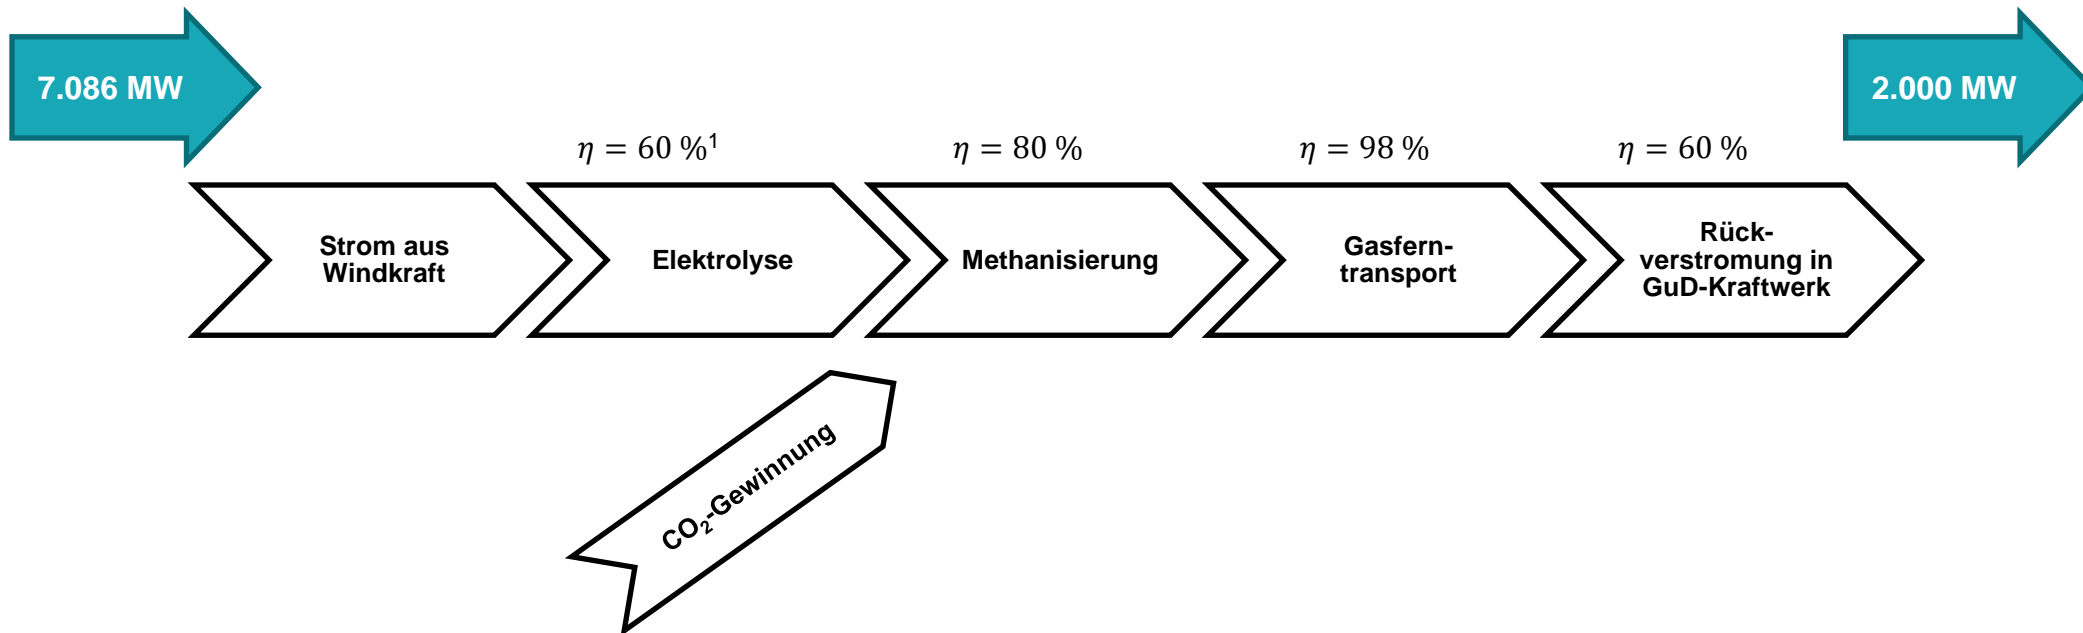 7.086 MW
2.000 MW
η = 60 %¹
η = 80 %
η = 98 %
η = 60 %
Strom aus
Windkraft
Elektrolyse
Methanisierung
Gasfern-
transport
Rück-
verstromung in
GuD-Kraftwerk
CO₂-Gewinnung